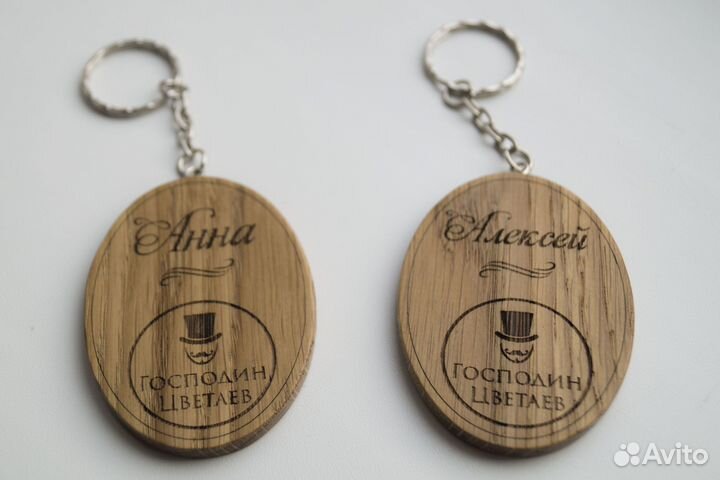 Анна
ГОСПОДИН
ЦВЕТАЕВ
Алексей
ГОСПОДИН
ЦВЕТАЕВ
Avito